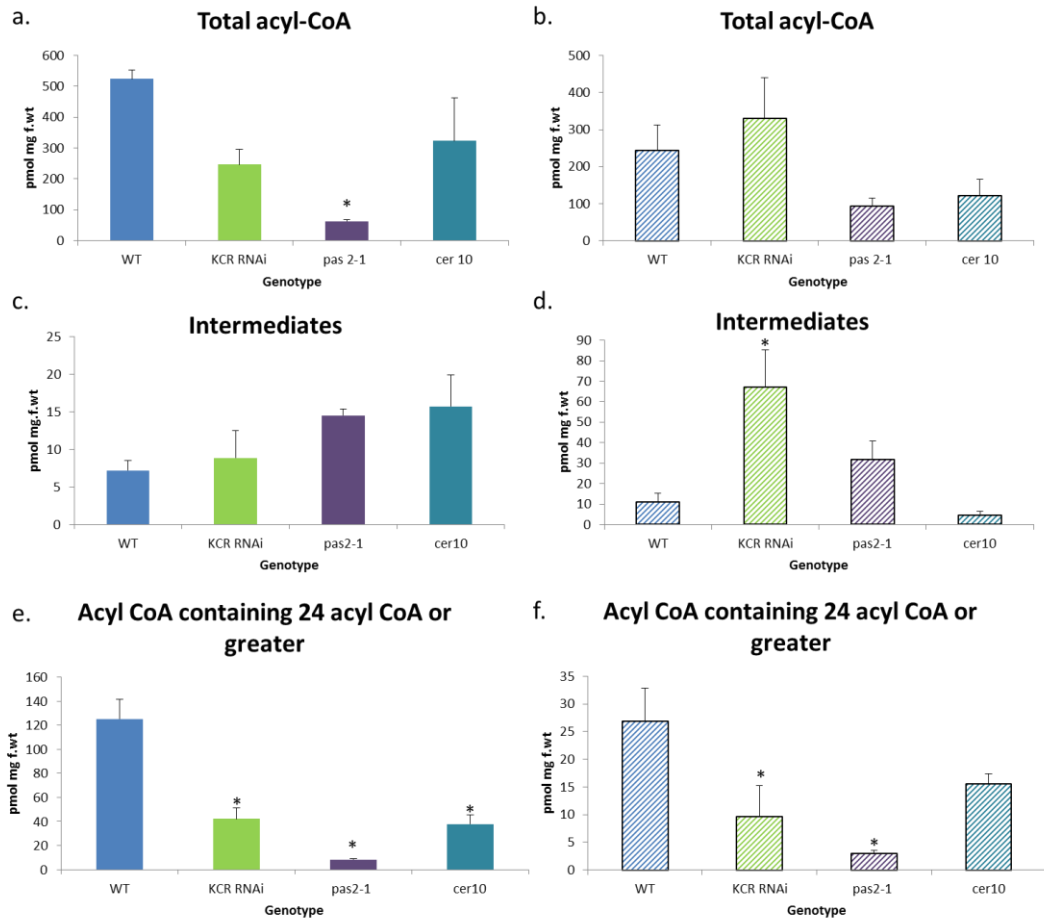 a.
Total acyl-CoA
600
500
400
300
200
100
0
pmol mg f.wt
*
WT KCR RNAi pas 2-1 cer 10
Genotype
b.
Total acyl-CoA
500
400
300
200
100
0
pmol mg f.wt
WT KCR RNAi pas 2-1 cer 10
Genotype
c.
Intermediates
25
20
15
10
5
0
pmol mg.f.wt
WT KCR RNAi pas2-1 cer10
Genotype
d.
Intermediates
90
80
70
60
50
40
30
20
10
0
pmol mg f.wt
*
WT KCR RNAi pas2-1 cer10
Genotype
e.
Acyl CoA containing 24 acyl CoA or
greater
160
140
120
100
80
60
40
20
0
pmol mg f.wt
* * *
WT KCR RNAi pas2-1 cer10
Genotype
f.
Acyl CoA containing 24 acyl CoA or
greater
35
30
25
20
15
10
5
0
pmol mg f.wt
* *
WT KCR RNAi pas2-1 cer10
Genotype